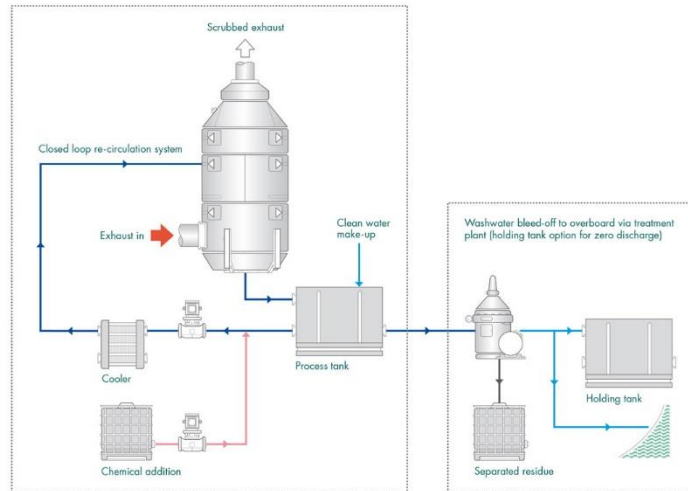 Scrubbed exhaust
Closed loop re-circulation system
Exhaust in
Clean water
make-up
Washwater bleed-off to overboard via treatment
plant (holding tank option for zero discharge)
Cooler
Process tank
Holding tank
Chemical addition
Separated residue